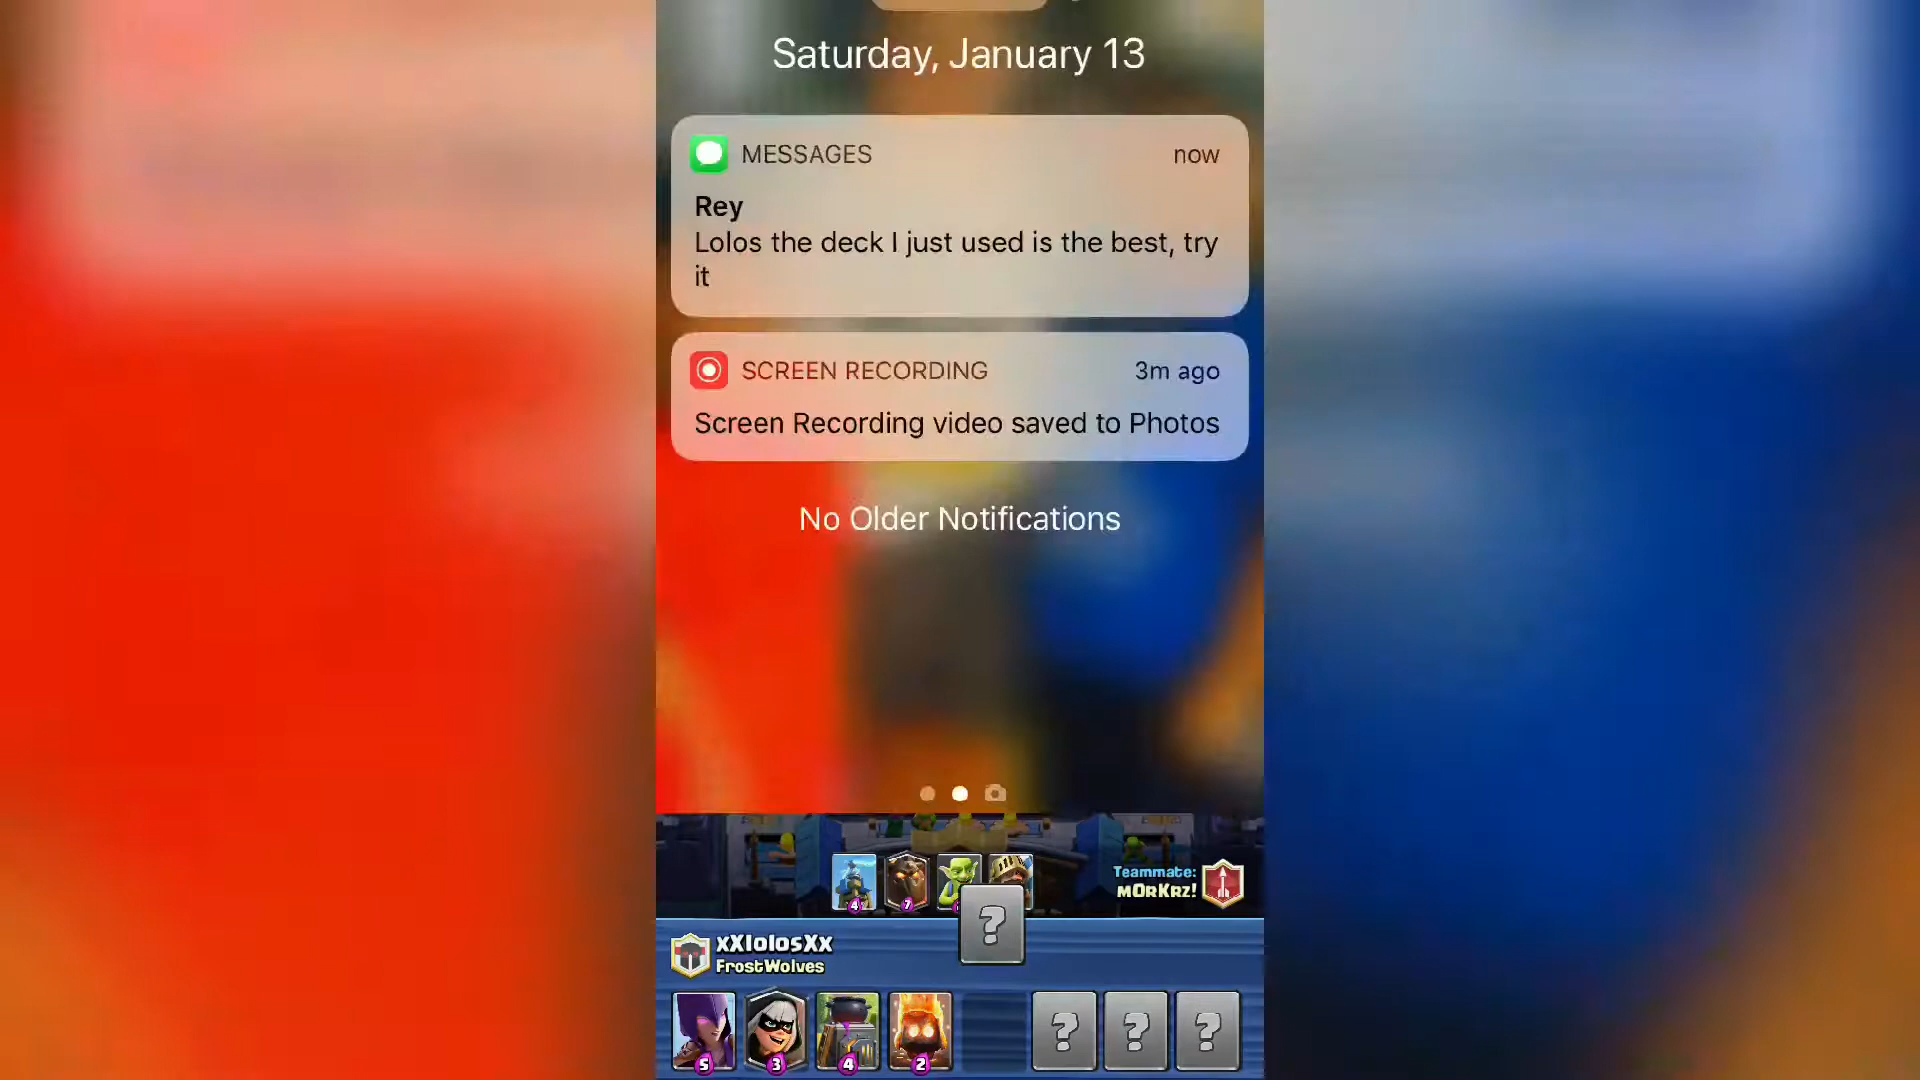 Saturday, January 13
MESSAGES
now
Rey
Lolos the deck I just used is the best, try
it
SCREEN RECORDING
3m ago
Screen Recording video saved to Photos
No Older Notifications
Teammate:
m0rKrz!
4
7
?
xXlolosXx
FrostWolves
5
3
4
2
?
?
?